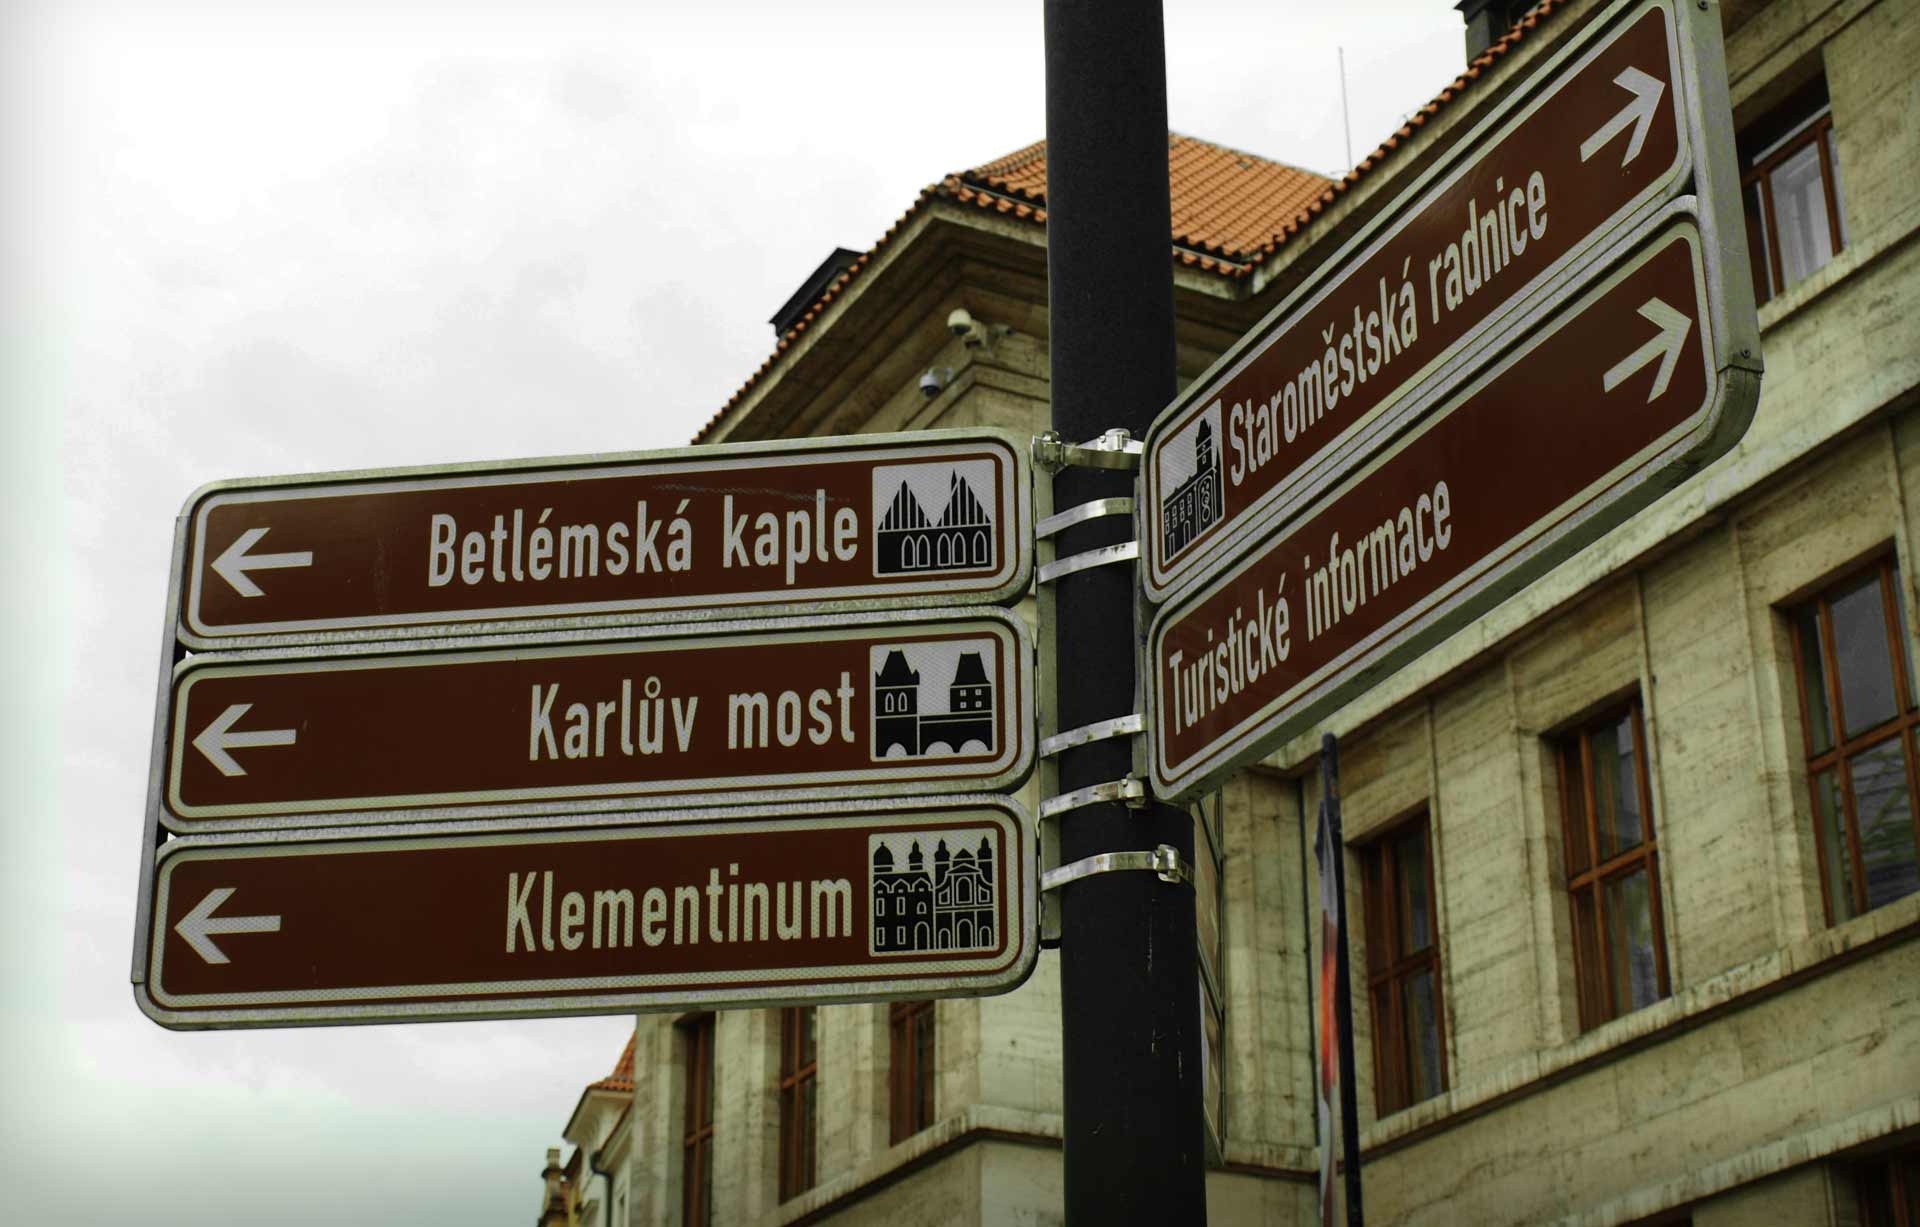 Betlémská kaple
Karlův most
Klementinum
Staroměstská radnice
Turistické informace